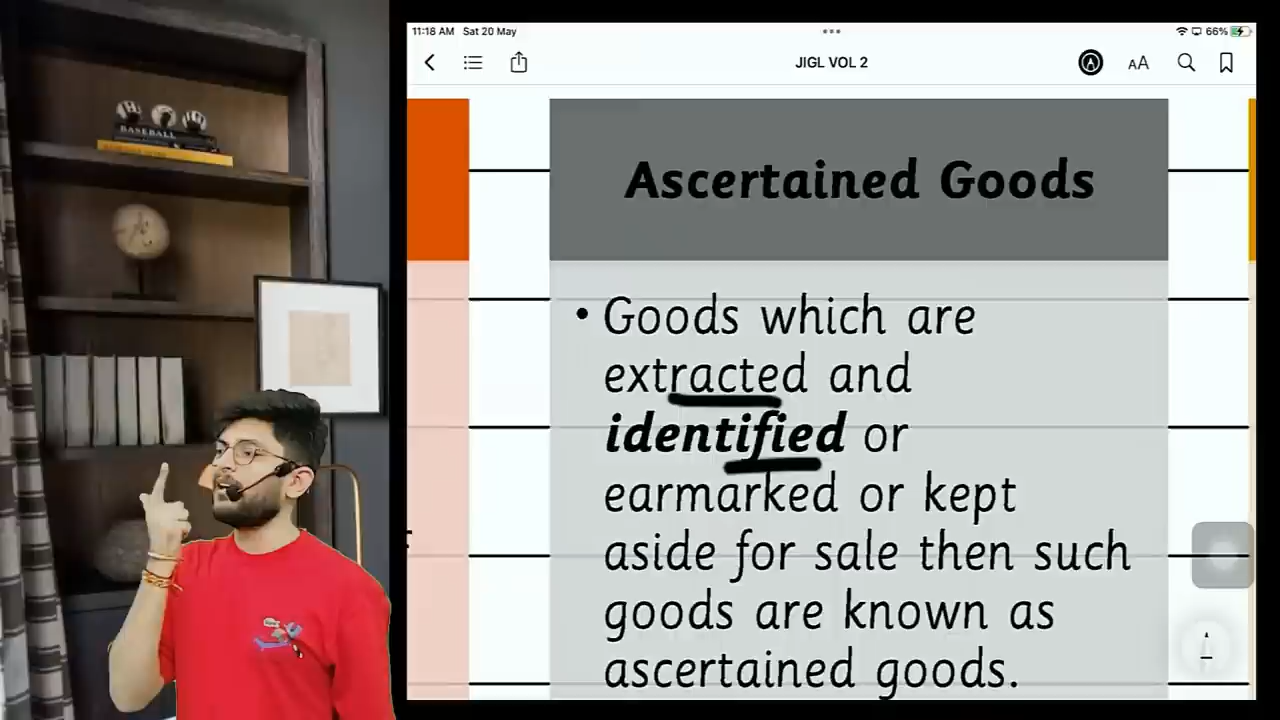 BASEBALL
11:18 AM Sat 20 May
66%
JIGL VOL 2
AA
Ascertained Goods
• Goods which are
extracted and
identified or
earmarked or kept
aside for sale then such
goods are known as
ascertained goods.